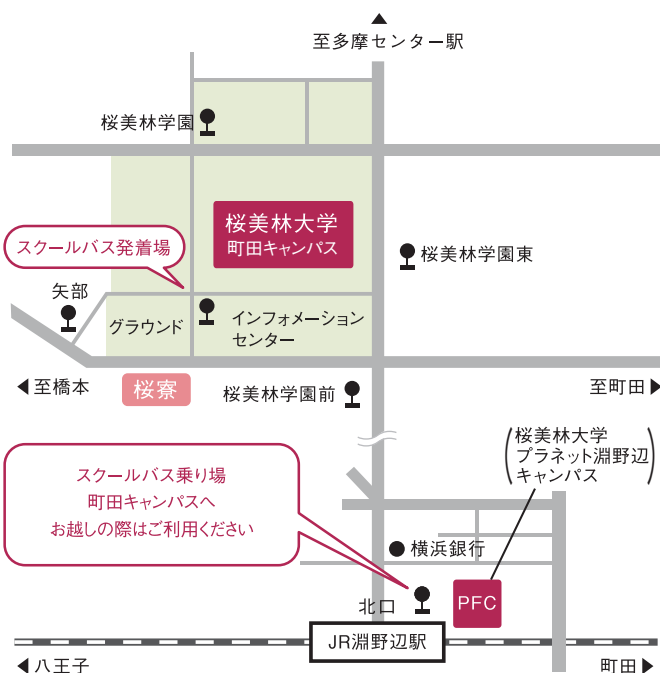 至多摩センター駅
桜美林学園
桜美林大学
町田キャンパス
スクールバス発着場
桜美林学園東
矢部
グラウンド
インフォメーション
センター
至橋本
桜寮
桜美林学園前
至町田
桜美林大学
プラネット淵野辺
キャンパス
スクールバス乗り場
町田キャンパスへ
お越しの際はご利用ください
横浜銀行
北口
PFC
JR淵野辺駅
八王子
町田